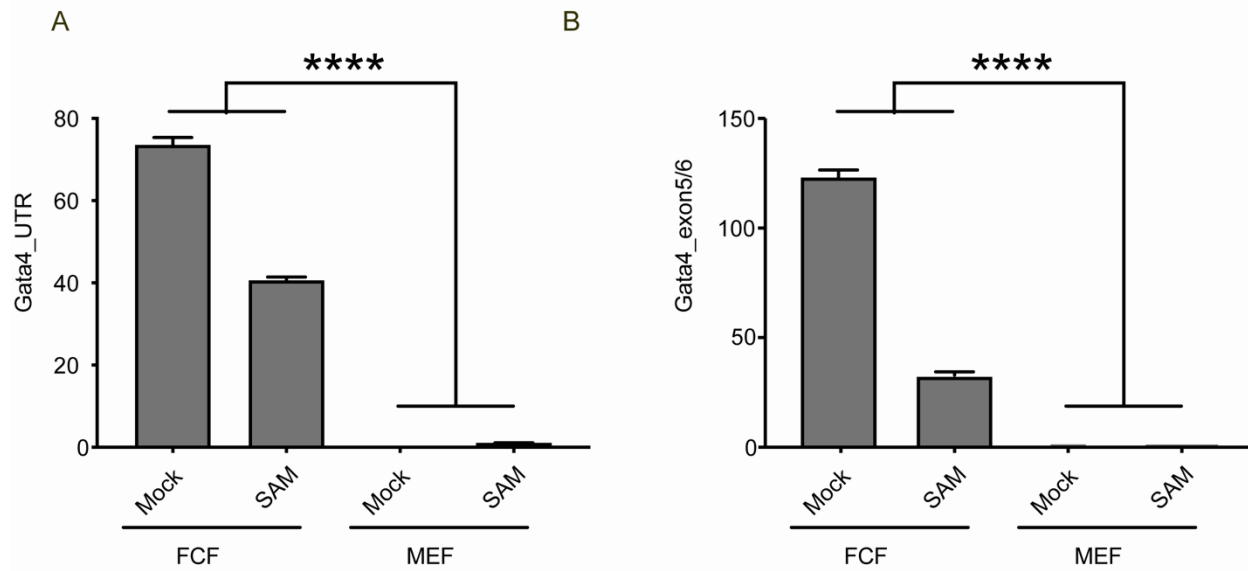 A
****
80
60
40
20
0
Gata4_UTR
Mock
SAM
Mock
SAM
FCF
MEF
B
****
150
100
50
0
Gata4_exon5/6
Mock
SAM
Mock
SAM
FCF
MEF